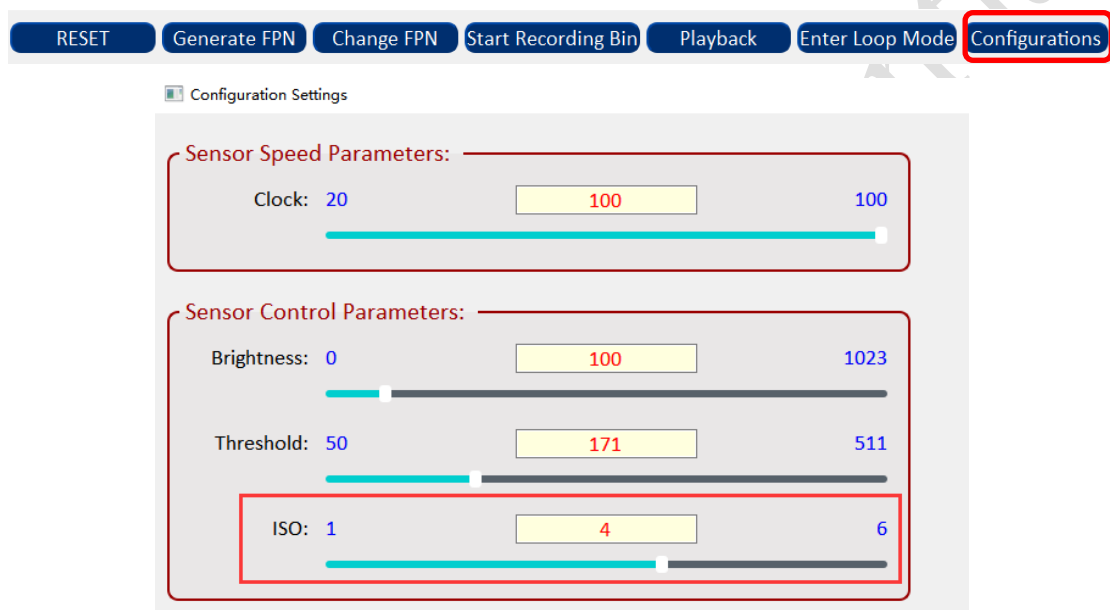 RESET Generate FPN Change FPN Start Recording Bin Playback Enter Loop Mode Configurations
Configuration Settings
Sensor Speed Parameters:
Clock: 20 100 100
Sensor Control Parameters:
Brightness: 0 100 1023
Threshold: 50 171 511
ISO: 1 4 6